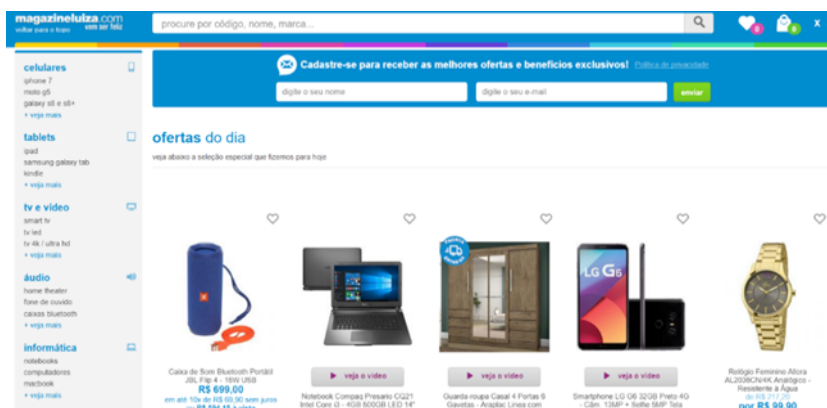 magazineluiza.com
voltar para o topo vem ser feliz
procure por código, nome, marca...
0
0
x
celulares
iphone 7
moto g5
galaxy s8 e s8+
+ veja mais
tablets
ipad
samsung galaxy tab
kindle
+ veja mais
tv e vídeo
smart tv
tv led
tv 4k / ultra hd
+ veja mais
áudio
home theater
fone de ouvido
caixas bluetooth
+ veja mais
informática
notebooks
computadores
macbook
+ veja mais
Cadastre-se para receber as melhores ofertas e benefícios exclusivos! Política de privacidade
digite o seu nome
digite o seu e-mail
enviar
ofertas do dia
veja abaixo a seleção especial que fizemos para hoje
LG G6
Caixa de Som Bluetooth Portátil
JBL Flip 4 - 16W USB
R$ 699,00
em até 10x de R$ 69,90 sem juros
veja o vídeo
Notebook Compaq Presario CQ21
Intel Core i3 - 4GB 500GB LED 14"
veja o vídeo
Guarda-roupa Casal 4 Portas 6
Gavetas - Araplac Linea com
veja o vídeo
Smartphone LG G6 32GB Preto 4G
- Câm. 13MP + Selfie 5MP Tela
Relógio Feminino Allora
Analógico -
Resistente à Água
de R$ 217,20
por R$ 99,90